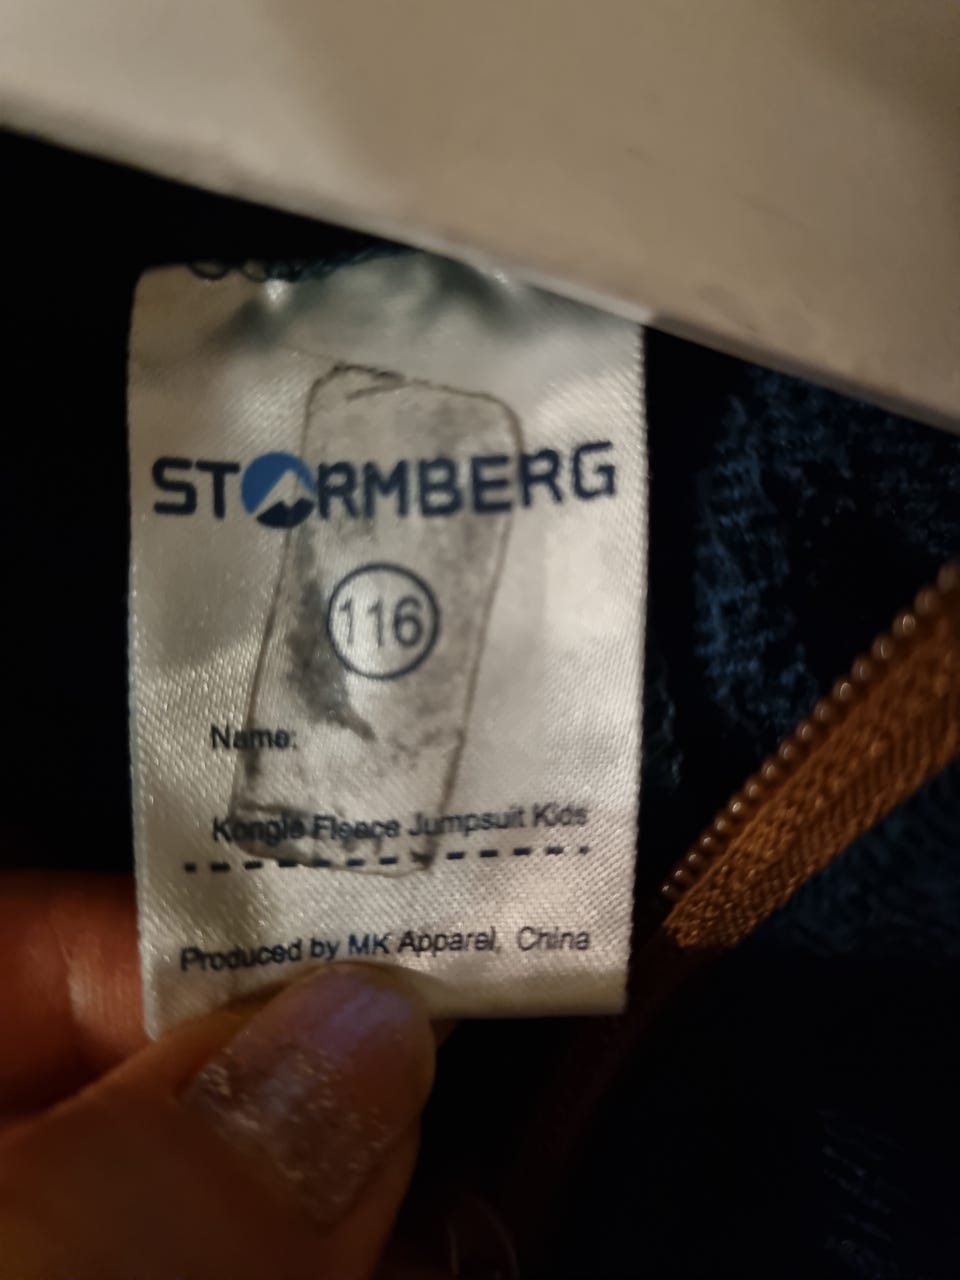 STORMBERG
116
Name:
Kongle Fleece Jumpsuit Kids
Produced by MK Apparel, China